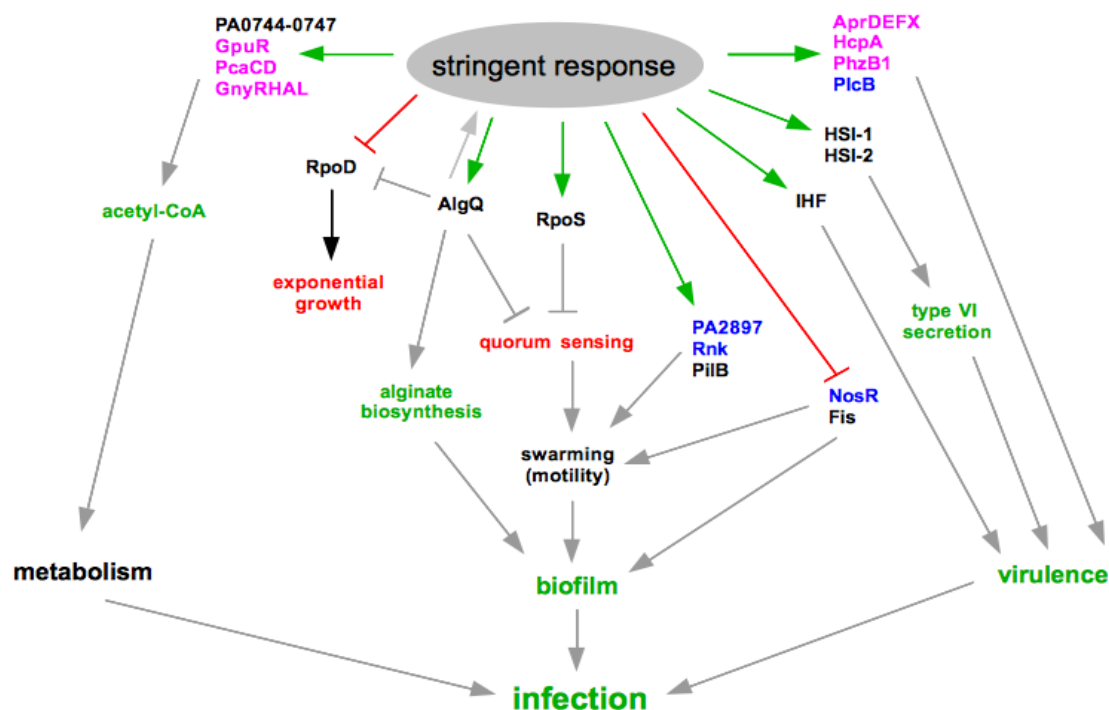 PA0744-0747
GpuR
PcaCD
GnyRHAL
stringent response
AprDEFX
HcpA
PhzB1
PlcB
HSI-1
HSI-2
RpoD
AlgQ
RpoS
IHF
acetyl-CoA
exponential
growth
quorum sensing
PA2897
Rnk
PilB
type VI
secretion
alginate
biosynthesis
NosR
Fis
swarming
(motility)
metabolism
biofilm
virulence
infection